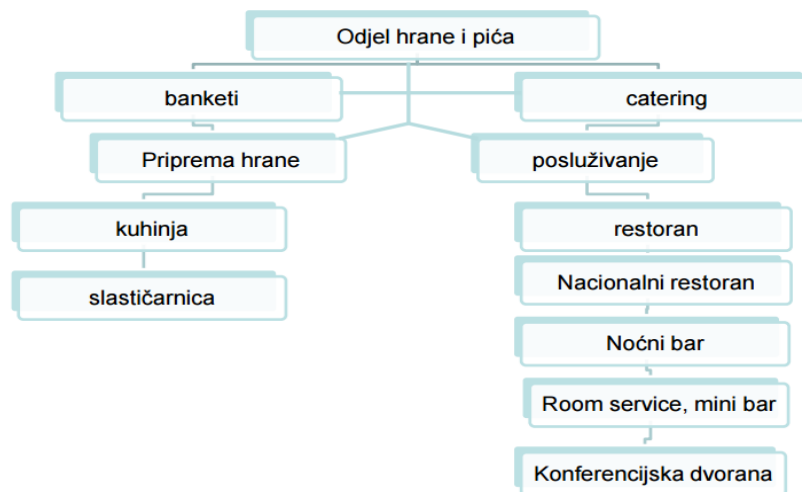 Odjel hrane i pića
banketi
catering
Priprema hrane
posluživanje
kuhinja
restoran
slastičarnica
Nacionalni restoran
Noćni bar
Room service, mini bar
Konferencijska dvorana